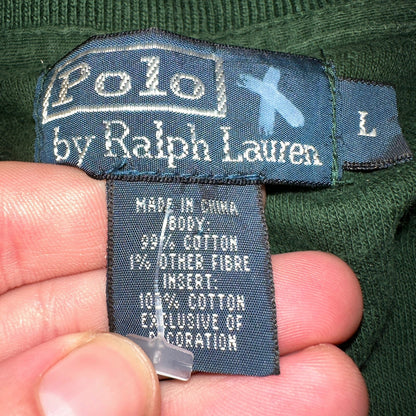 Polo
by Ralph Lauren
L
MADE IN CHINA
BODY:
99% COTTON
1% OTHER FIBRE
INSERT:
100% COTTON
EXCLUSIVE OF
DECORATION